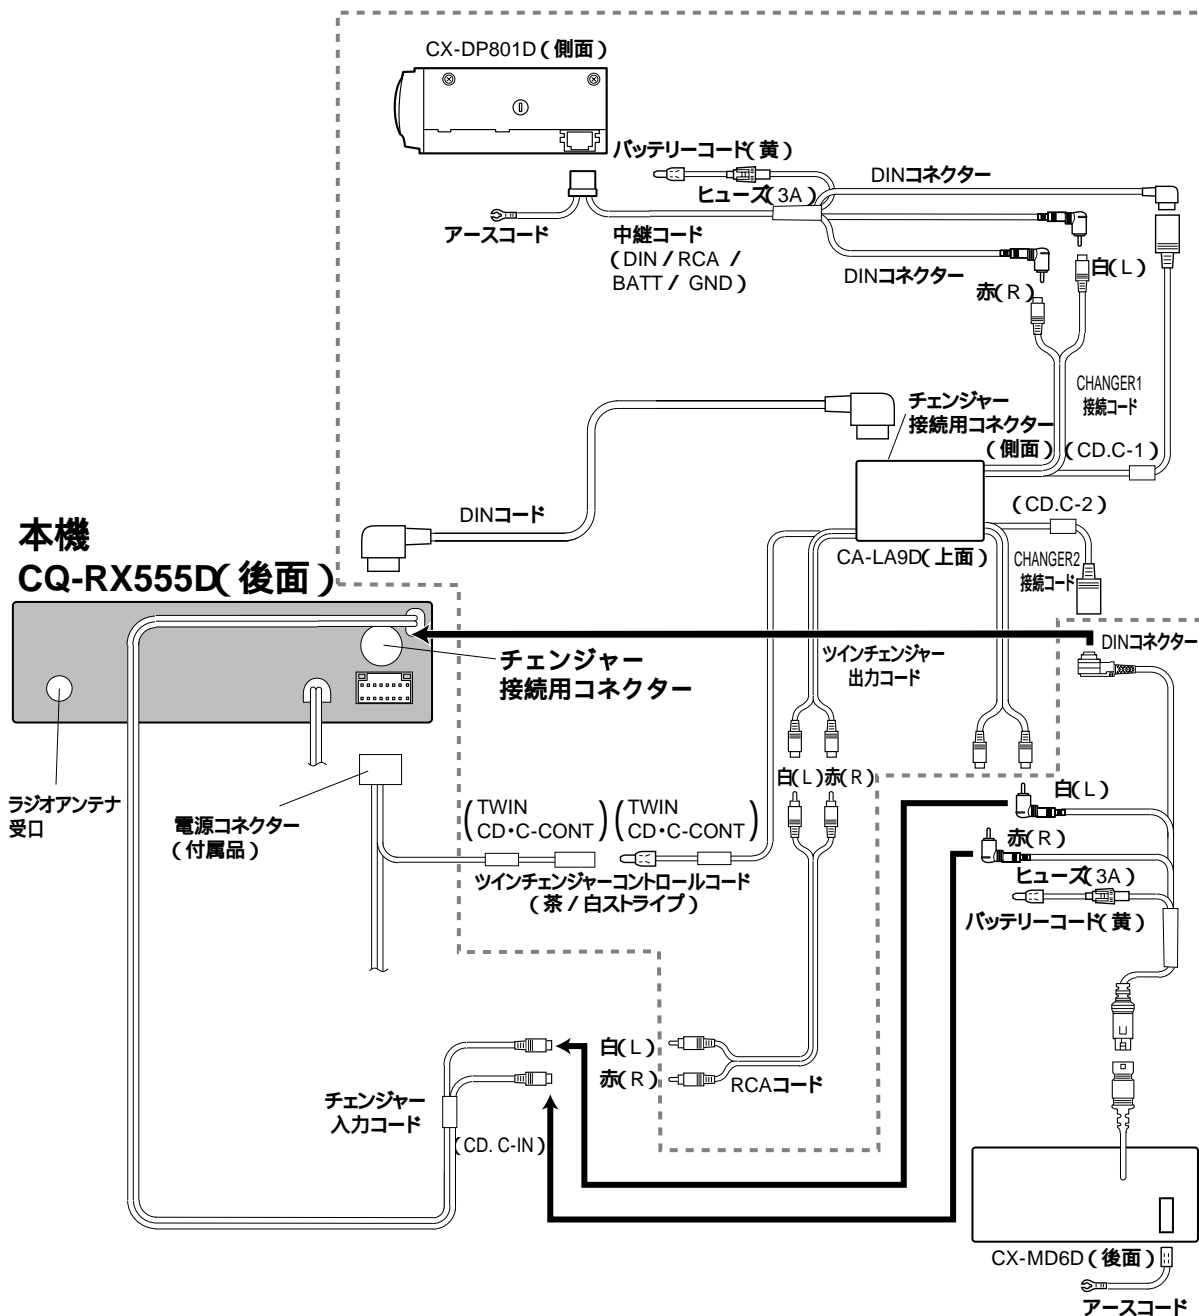 CX-DP801D(側面)
バッテリーコード(黄)
ヒューズ(3A)
DINコネクター
アースコード
中継コード
(DIN / RCA /
BATT / GND)
DINコネクター
白(L)
赤(R)
CHANGER1
接続コード
チェンジャー
接続用コネクター
(側面)
(CD.C-1)
DINコード
(CD.C-2)
CA-LA9D(上面)
CHANGER2
接続コード
本機
CQ-RX555D(後面)
DINコネクター
チェンジャー
接続用コネクター
ツインチェンジャー
出力コード
ラジオアンテナ
受口
電源コネクター
(付属品)
白(L)赤(R)
白(L)
(TWIN
CD・C-CONT)
(TWIN
CD・C-CONT)
赤(R)
ヒューズ(3A)
ツインチェンジャーコントロールコード
(茶/白ストライプ)
バッテリーコード(黄)
白(L)
赤(R)
RCAコード
チェンジャー
入力コード
(CD. C-IN)
CX-MD6D(後面)
アースコード